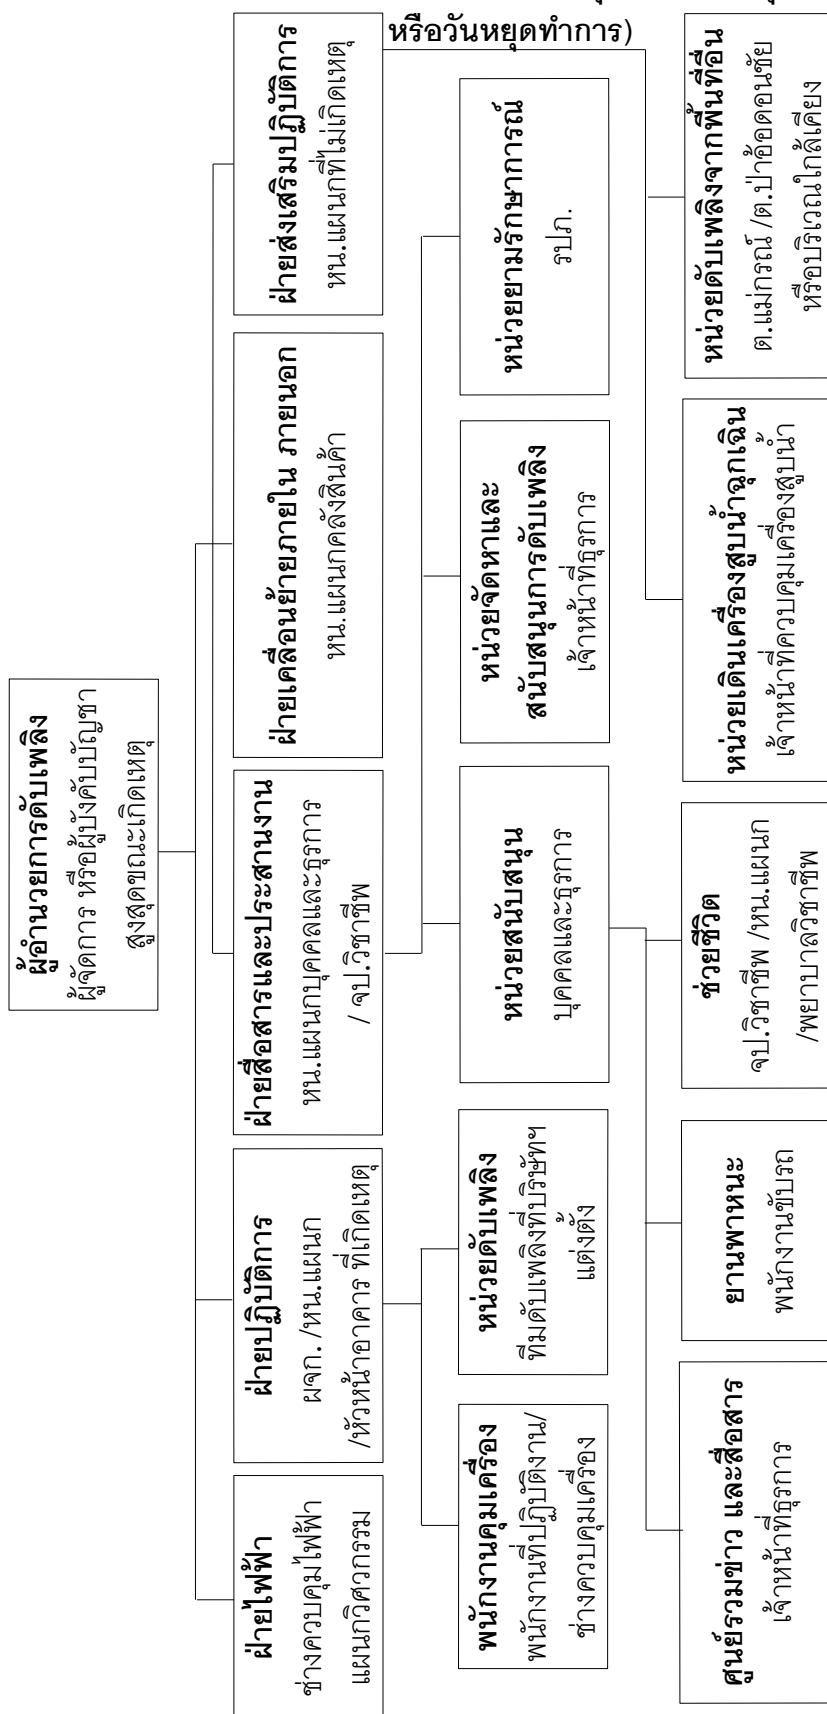 หรือวันหยุดทำการ)
ผู้อำนวยการดับเพลิง
ผู้จัดการ หรือผู้บังคับบัญชา
สูงสุดขณะเกิดเหตุ
ฝ่ายไฟฟ้า
ช่างควบคุมไฟฟ้า
แผนกวิศวกรรม
ฝ่ายปฏิบัติการ
ผจก. /หน.แผนก
/หัวหน้าอาคาร ที่เกิดเหตุ
ฝ่ายสื่อสารและประสานงาน
หน.แผนกบุคคลและธุรการ
/ จป.วิชาชีพ
ฝ่ายเคลื่อนย้ายภายใน ภายนอก
หน.แผนกคลังสินค้า
ฝ่ายส่งเสริมปฏิบัติการ
หน.แผนกที่ไม่เกิดเหตุ
พนักงานคุมเครื่อง
พนักงานที่ปฏิบัติงาน/
ช่างควบคุมเครื่อง
หน่วยดับเพลิง
ทีมดับเพลิงที่บริษัทฯ
แต่งตั้ง
หน่วยสนับสนุน
บุคคลและธุรการ
หน่วยจัดหาและ
สนับสนุนการดับเพลิง
เจ้าหน้าที่ธุรการ
หน่วยยามรักษาการณ์
รปภ.
ศูนย์รวมข่าว และสื่อสาร
เจ้าหน้าที่ธุรการ
ยานพาหนะ
พนักงานขับรถ
ช่วยชีวิต
จป.วิชาชีพ /หน.แผนก
/พยาบาลวิชาชีพ
หน่วยเดินเครื่องสูบน้ำฉุกเฉิน
เจ้าหน้าที่ควบคุมเครื่องสูบน้ำ
หน่วยดับเพลิงจากพื้นที่อื่น
ต.แม่กรณ์ /ต.ป่าอ้อดอนชัย
หรือบริเวณใกล้เคียง